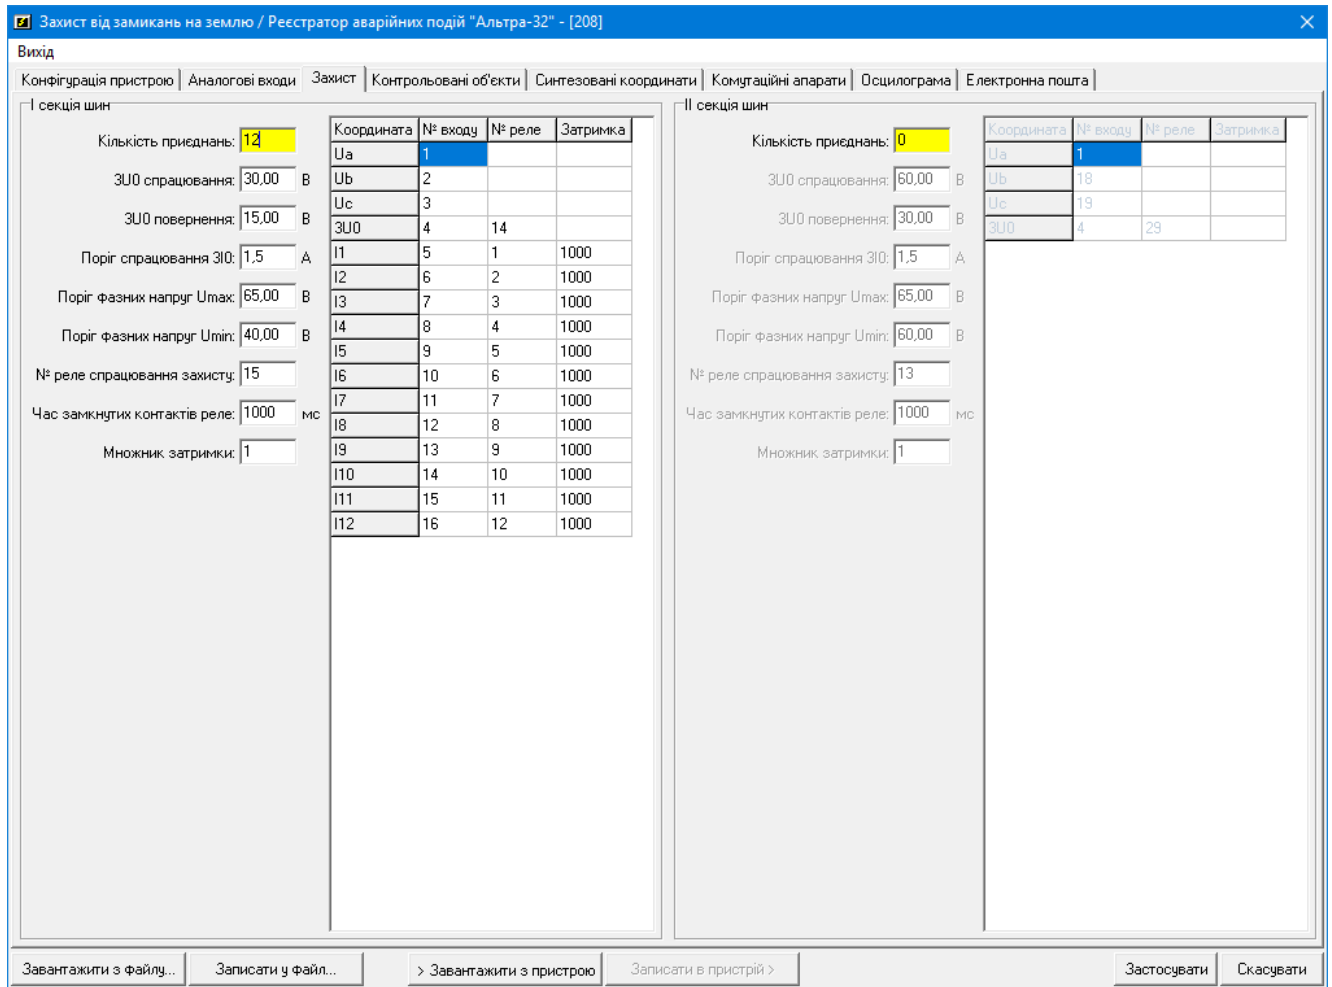 Захист від замикань на землю / Реєстратор аварійних подій "Альтра-32" - [208]
Вихід
Конфігурація пристрою Аналогові входи Захист Контрольовані об'єкти Синтезовані координати Комутаційні апарати Осцилограма Електронна пошта
I секція шин
Кількість приєднань: 12
3U0 спрацювання: 30,00 В
3U0 повернення: 15,00 В
Поріг спрацювання 3I0: 1,5 А
Поріг фазних напруг Umax: 65,00 В
Поріг фазних напруг Umin: 40,00 В
№ реле спрацювання захисту: 15
Час замкнутих контактів реле: 1000 мс
Множник затримки: 1
Координата № входу № реле Затримка
Ua 1
Ub 2
Uc 3
3U0 4 14
I1 5 1 1000
I2 6 2 1000
I3 7 3 1000
I4 8 4 1000
I5 9 5 1000
I6 10 6 1000
I7 11 7 1000
I8 12 8 1000
I9 13 9 1000
I10 14 10 1000
I11 15 11 1000
I12 16 12 1000
II секція шин
Кількість приєднань: 0
3U0 спрацювання: 60,00 В
3U0 повернення: 30,00 В
Поріг спрацювання 3I0: 1,5 А
Поріг фазних напруг Umax: 65,00 В
Поріг фазних напруг Umin: 60,00 В
№ реле спрацювання захисту: 13
Час замкнутих контактів реле: 1000 мс
Множник затримки: 1
Координата № входу № реле Затримка
Ua 1
Ub 18
Uc 19
3U0 4 29
Завантажити з файлу... Записати у файл... > Завантажити з пристрою Записати в пристрій > Застосувати Скасувати